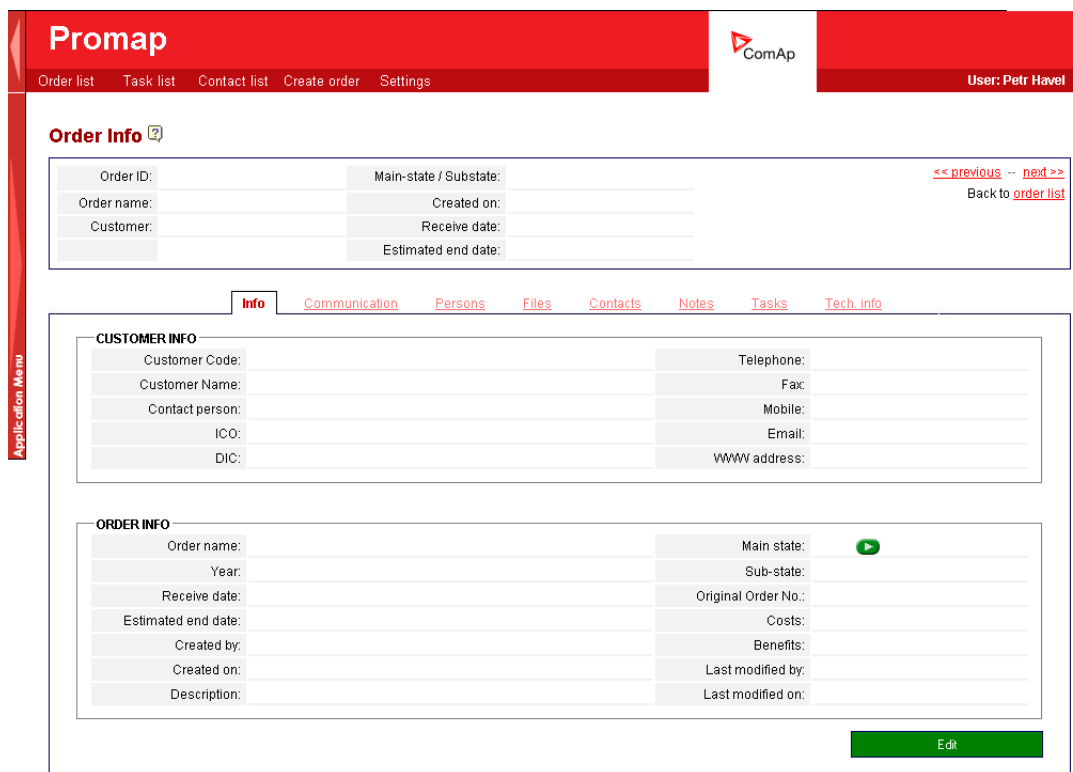 Promap
ComAp
Order list Task list Contact list Create order Settings User: Petr Havel
Order Info ?
Order ID: Main-state / Substate: << previous -- next >>
Order name: Created on: Back to order list
Customer: Receive date:
Estimated end date:
Info Communication Persons Files Contacts Notes Tasks Tech. info
CUSTOMER INFO
Customer Code: Telephone:
Customer Name: Fax:
Contact person: Mobile:
ICO: Email:
DIC: WWW address:
Application Menu
ORDER INFO
Order name: Main state:
Year: Sub-state:
Receive date: Original Order No.:
Estimated end date: Costs:
Created by: Benefits:
Created on: Last modified by:
Description: Last modified on:
Edit